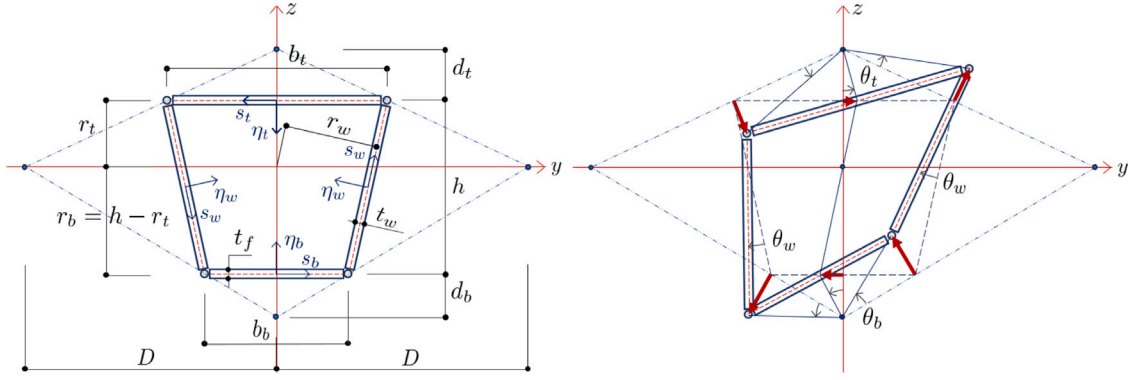 z
b_t
d_t
r_t
s_t
η_t
r_w
s_w
y
η_w
s_w
η_w
h
r_b = h − r_t
t_f
η_b
s_b
t_w
b_b
d_b
D
D
z
θ_t
y
θ_w
θ_w
θ_b